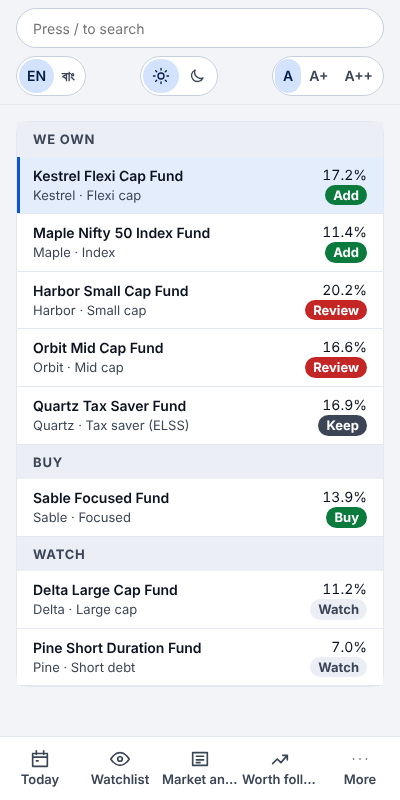 Press / to search
EN বাং A A+ A++
WE OWN
Kestrel Flexi Cap Fund 17.2%
Kestrel · Flexi cap Add
Maple Nifty 50 Index Fund 11.4%
Maple · Index Add
Harbor Small Cap Fund 20.2%
Harbor · Small cap Review
Orbit Mid Cap Fund 16.6%
Orbit · Mid cap Review
Quartz Tax Saver Fund 16.9%
Quartz · Tax saver (ELSS) Keep
BUY
Sable Focused Fund 13.9%
Sable · Focused Buy
WATCH
Delta Large Cap Fund 11.2%
Delta · Large cap Watch
Pine Short Duration Fund 7.0%
Pine · Short debt Watch
Today Watchlist Market an... Worth foll... More